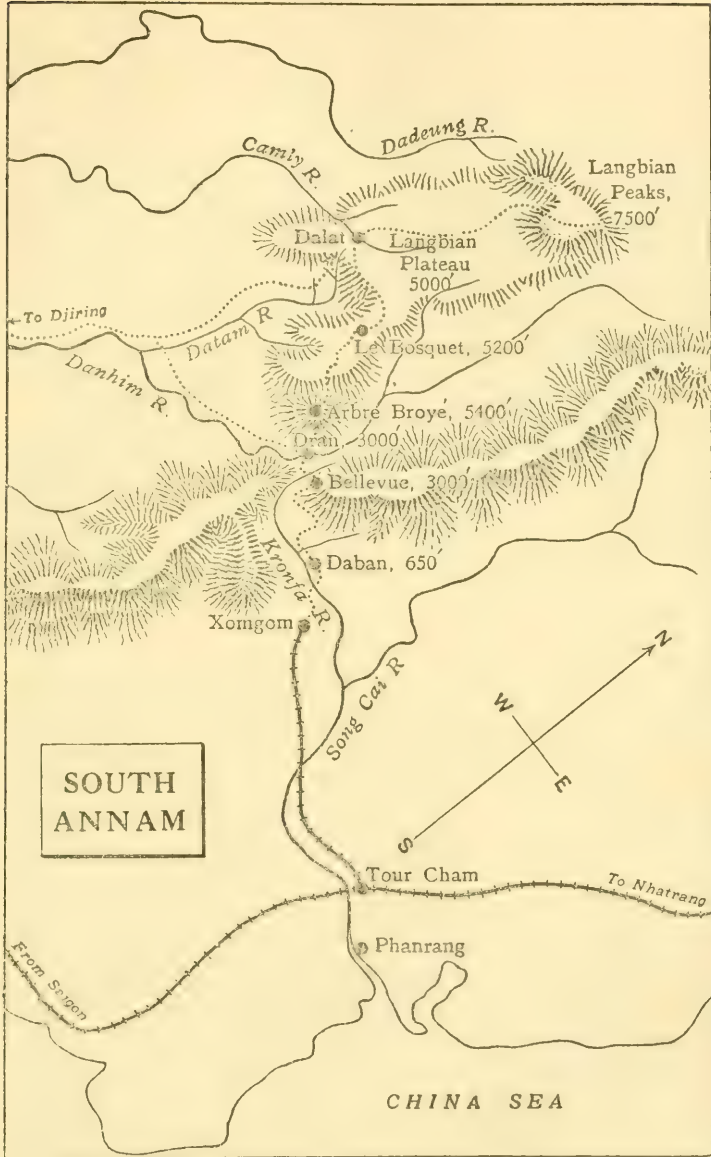 Dadeung R.
Camly R.
Langbian
Peaks,
7500'
Dalat
Langbian
Plateau
5000'
To Djiring
Datam R
Le Bosquet, 5200'
Danhim R.
Arbre Broyé, 5400'
Dran, 3000'
Bellevue, 3000'
Kronfa R.
Daban, 650'
Xomgom
Song Cai R
N
W
E
S
SOUTH
ANNAM
Tour Cham
To Nhatrang
Phanrang
From Saigon
CHINA SEA